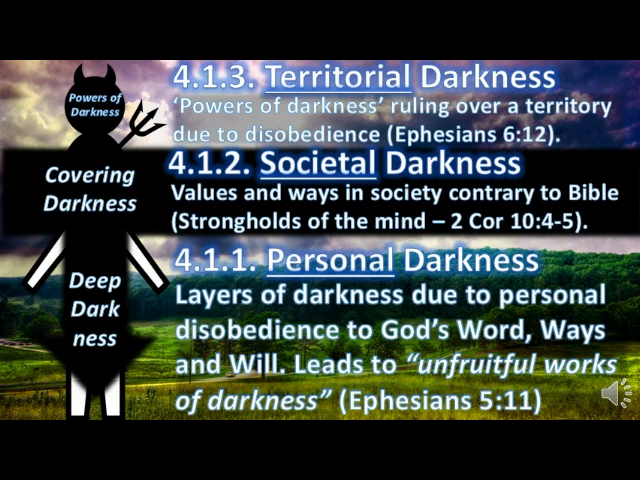 Powers of
Darkness
4.1.3. Territorial Darkness
‘Powers of darkness’ ruling over a territory
due to disobedience (Ephesians 6:12).
Covering
Darkness
4.1.2. Societal Darkness
Values and ways in society contrary to Bible
(Strongholds of the mind – 2 Cor 10:4-5).
Deep
Dark
ness
4.1.1. Personal Darkness
Layers of darkness due to personal
disobedience to God’s Word, Ways
and Will. Leads to “unfruitful works
of darkness” (Ephesians 5:11)